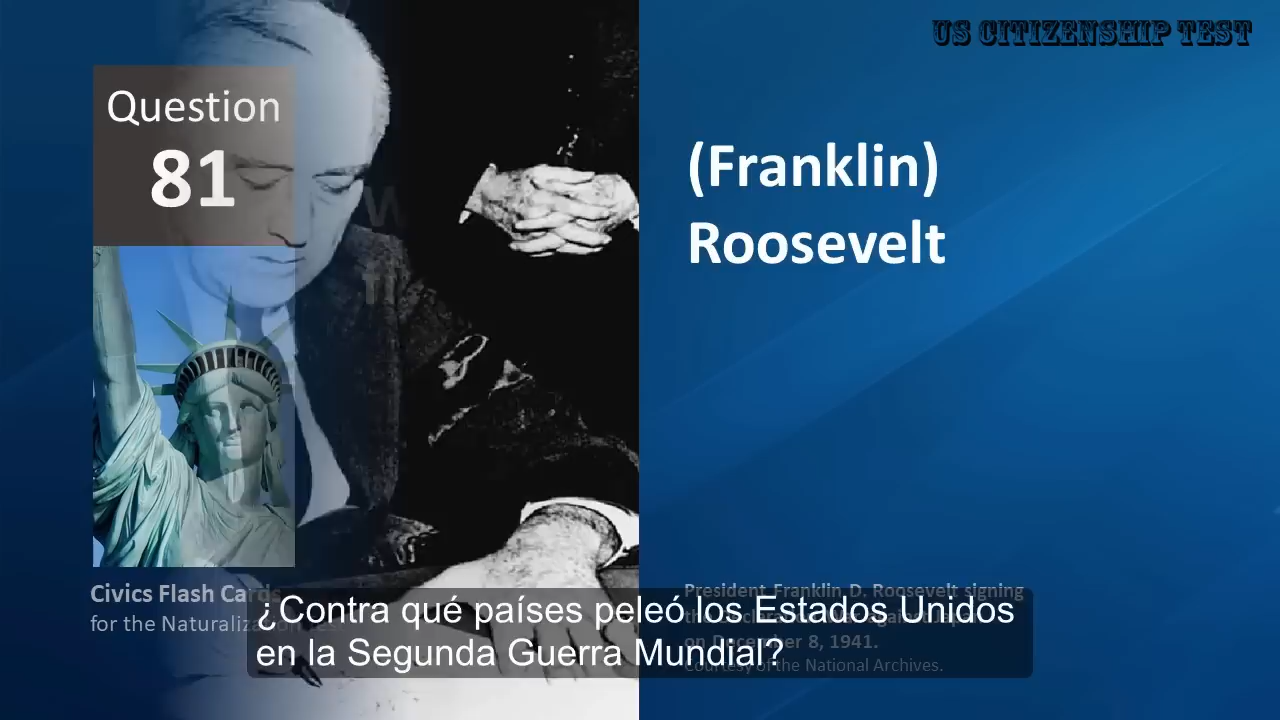 US CITIZENSHIP TEST
Question
81
(Franklin)
Roosevelt
Civics Flash Cards
for the Naturaliz
President Franklin D. Roosevelt signing
on December 8, 1941.
Courtesy of the National Archives.
¿Contra qué países peleó los Estados Unidos
en la Segunda Guerra Mundial?